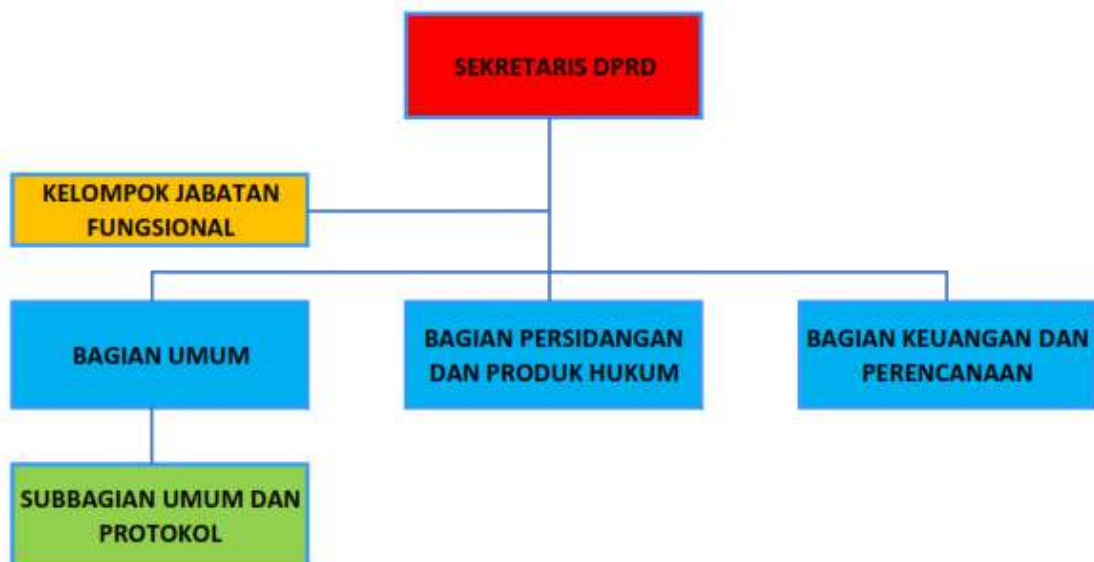 SEKRETARIS DPRD
KELOMPOK JABATAN
FUNGSIONAL
BAGIAN UMUM
BAGIAN PERSIDANGAN
DAN PRODUK HUKUM
BAGIAN KEUANGAN DAN
PERENCANAAN
SUBBAGIAN UMUM DAN
PROTOKOL